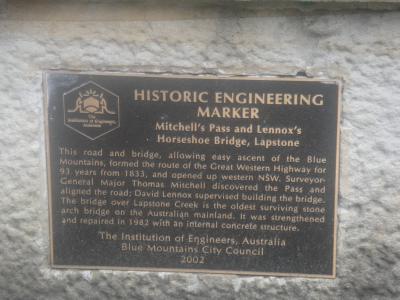 The
Institution of Engineers,
Australia
HISTORIC ENGINEERING
MARKER
Mitchell's Pass and Lennox's
Horseshoe Bridge, Lapstone
This road and bridge, allowing easy ascent of the Blue
Mountains, formed the route of the Great Western Highway for
93 years from 1833, and opened up western NSW. Surveyor-
General Major Thomas Mitchell discovered the Pass and
aligned the road; David Lennox supervised building the bridge.
The bridge over Lapstone Creek is the oldest surviving stone
arch bridge on the Australian mainland. It was strengthened
and repaired in 1982 with an internal concrete structure.
The Institution of Engineers, Australia
Blue Mountains City Council
2002